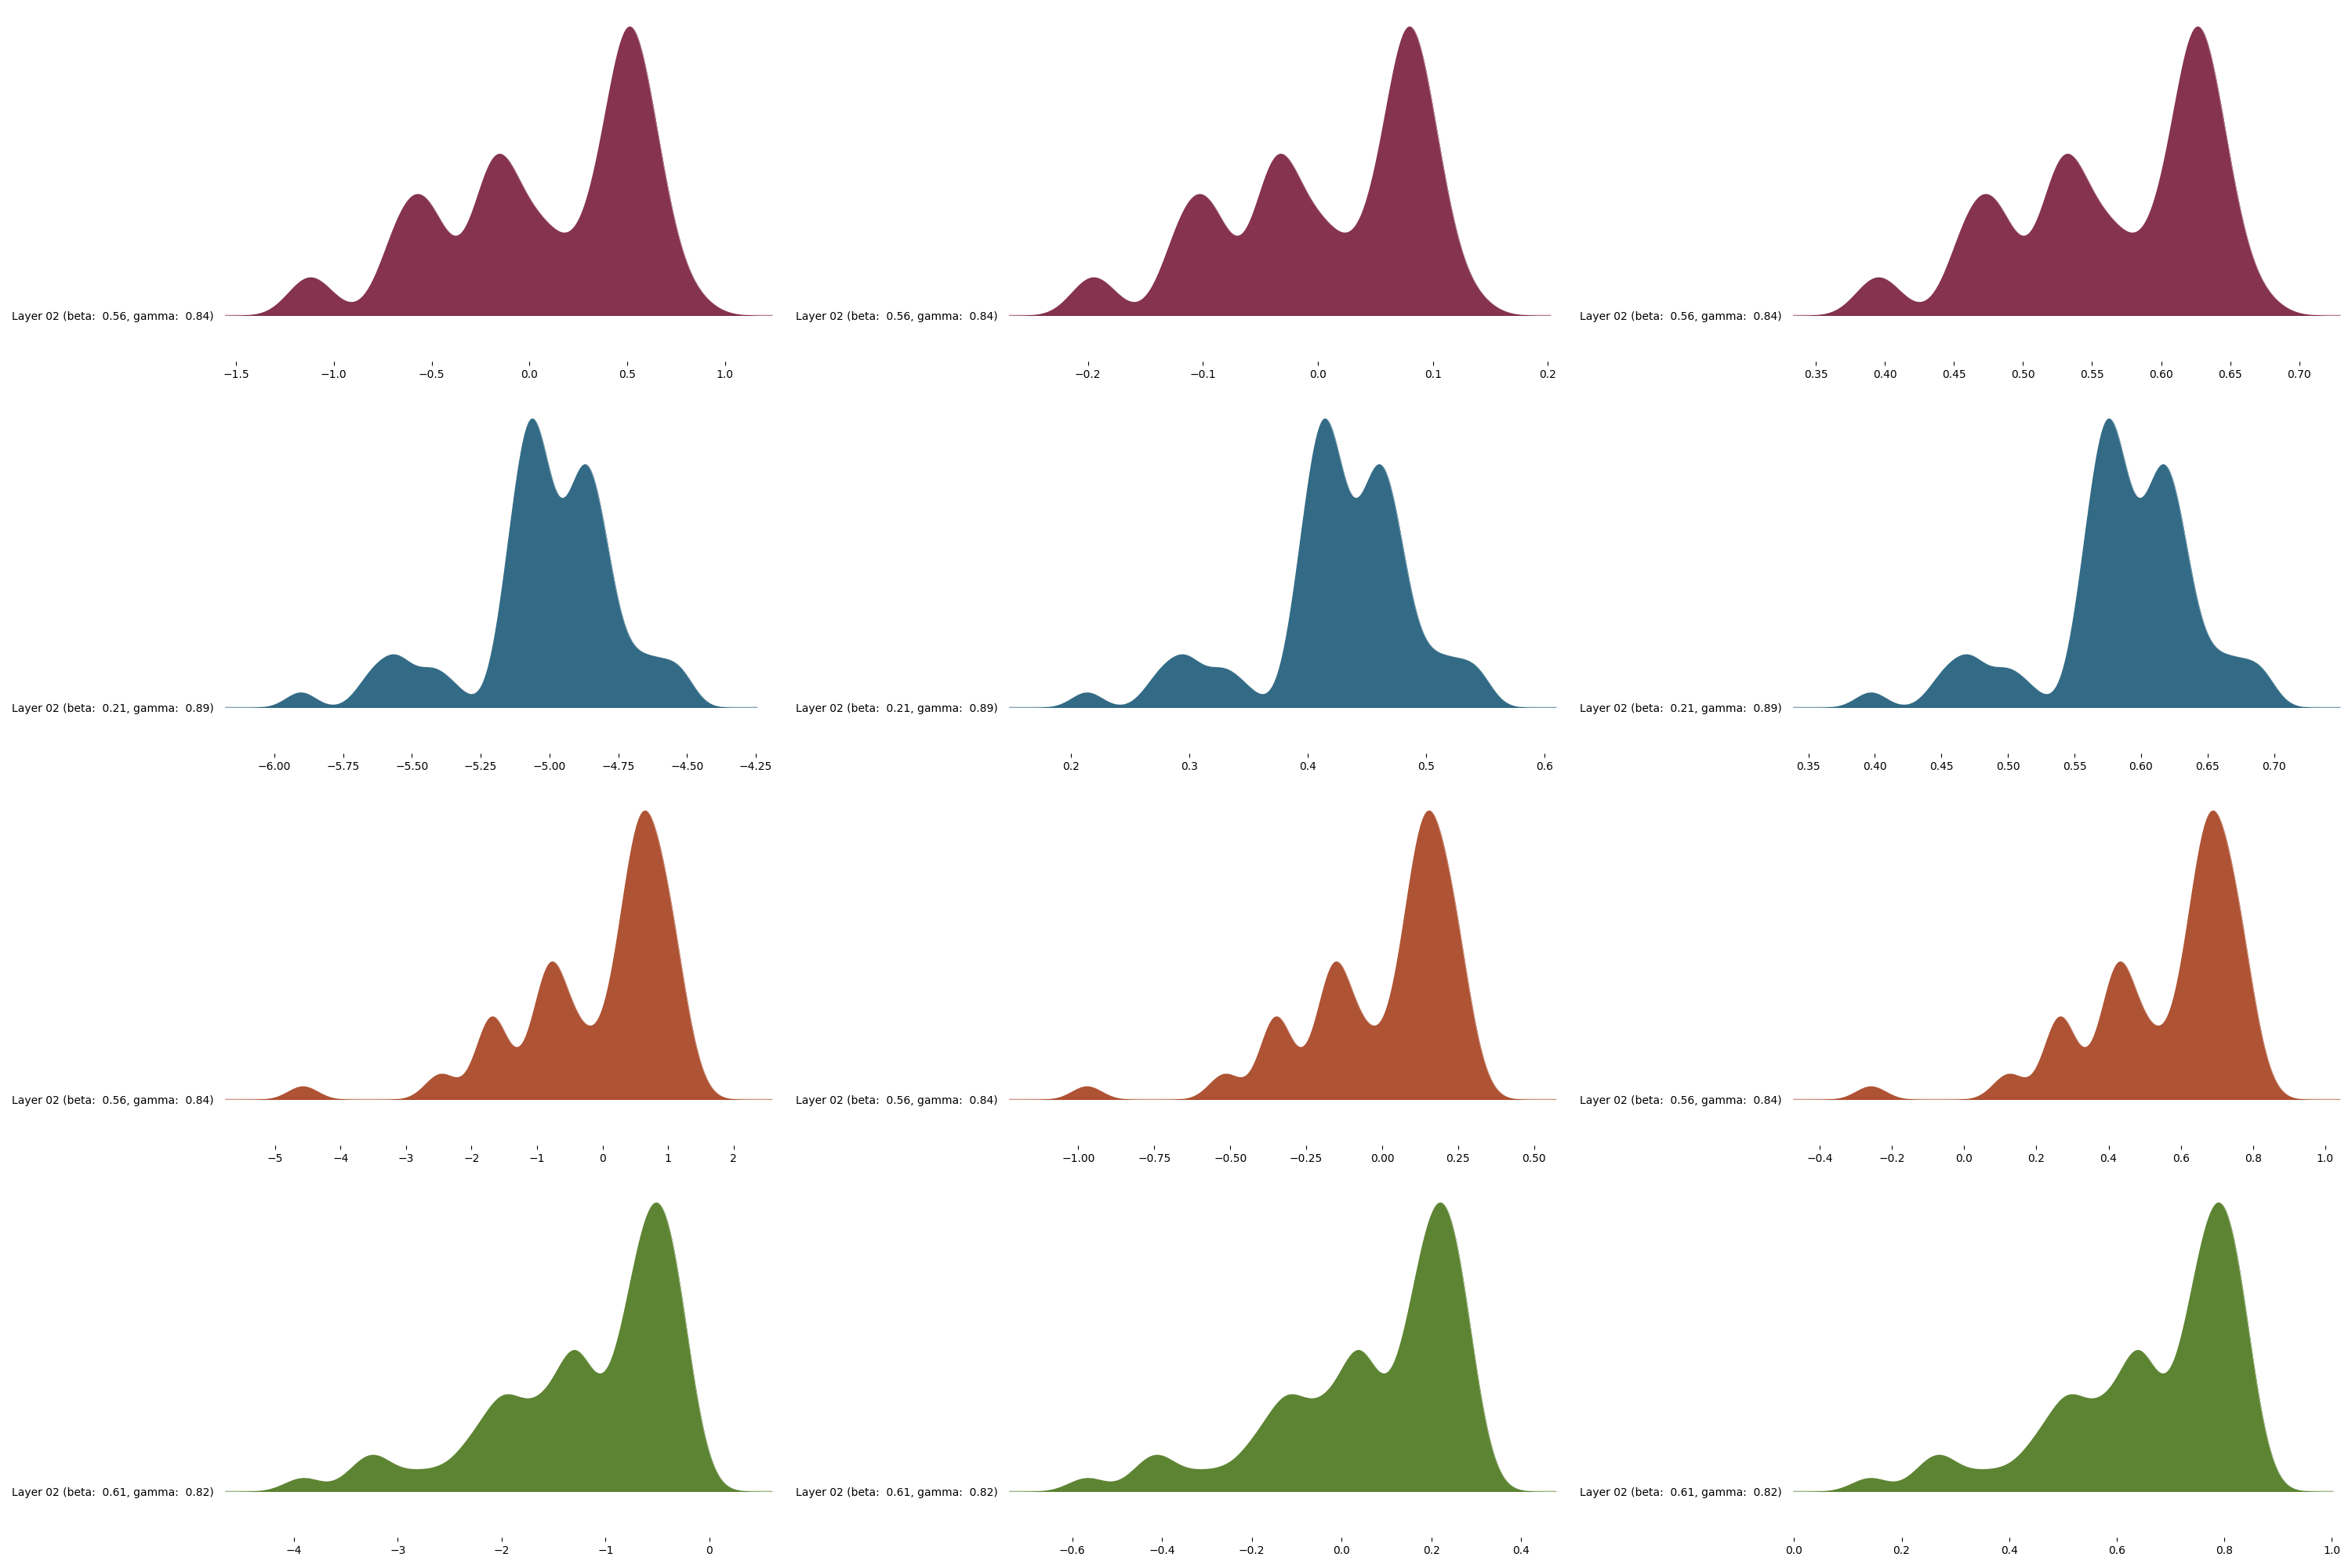 Layer 02 (beta:  0.56, gamma:  0.84) Layer 02 (beta:  0.56, gamma:  0.84) Layer 02 (beta:  0.56, gamma:  0.84)
−1.5 −1.0 −0.5 0.0 0.5 1.0 −0.2 −0.1 0.0 0.1 0.2 0.35 0.40 0.45 0.50 0.55 0.60 0.65 0.70
Layer 02 (beta:  0.21, gamma:  0.89) Layer 02 (beta:  0.21, gamma:  0.89) Layer 02 (beta:  0.21, gamma:  0.89)
−6.00 −5.75 −5.50 −5.25 −5.00 −4.75 −4.50 −4.25 0.2 0.3 0.4 0.5 0.6 0.35 0.40 0.45 0.50 0.55 0.60 0.65 0.70
Layer 02 (beta:  0.56, gamma:  0.84) Layer 02 (beta:  0.56, gamma:  0.84) Layer 02 (beta:  0.56, gamma:  0.84)
−5 −4 −3 −2 −1 0 1 2 −1.00 −0.75 −0.50 −0.25 0.00 0.25 0.50 −0.4 −0.2 0.0 0.2 0.4 0.6 0.8 1.0
Layer 02 (beta:  0.61, gamma:  0.82) Layer 02 (beta:  0.61, gamma:  0.82) Layer 02 (beta:  0.61, gamma:  0.82)
−4 −3 −2 −1 0 −0.6 −0.4 −0.2 0.0 0.2 0.4 0.0 0.2 0.4 0.6 0.8 1.0